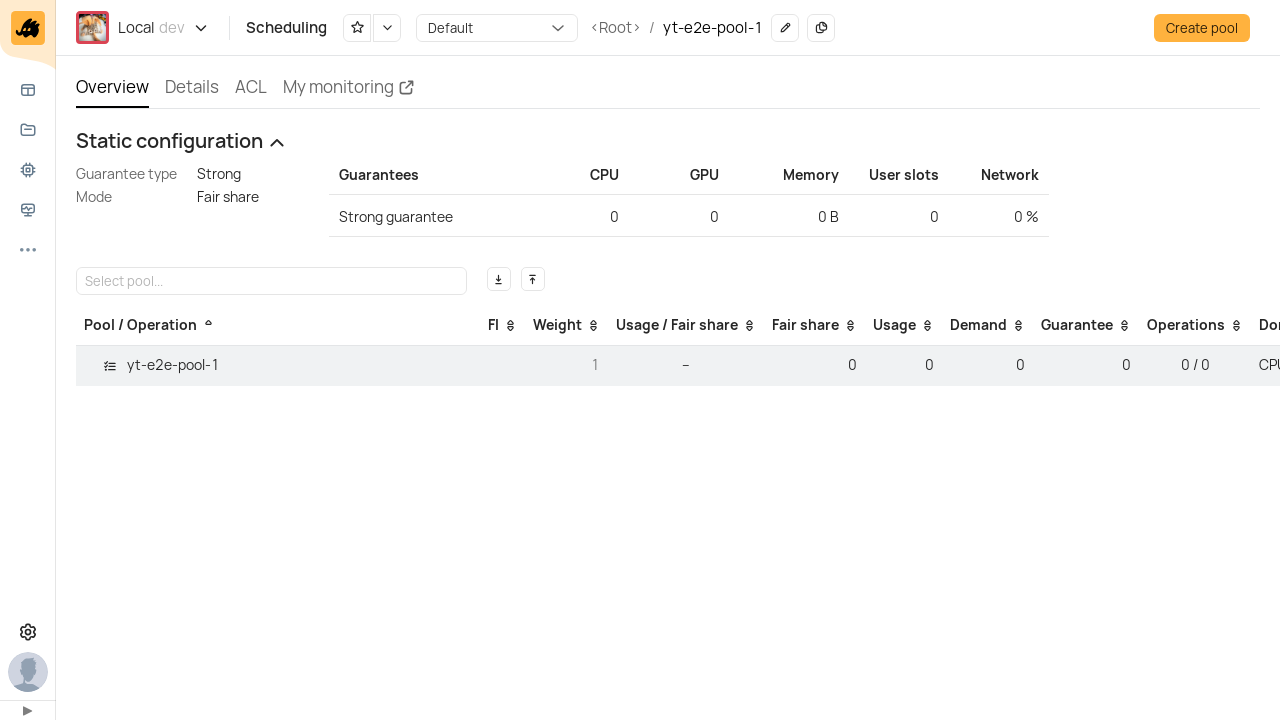 Local dev
Scheduling
Default
<Root> / yt-e2e-pool-1
Create pool
Overview
Details
ACL
My monitoring
Static configuration
Guarantee type Strong
Mode Fair share
Guarantees CPU GPU Memory User slots Network
Strong guarantee 0 0 0 B 0 0 %
Select pool...
Pool / Operation FI Weight Usage / Fair share Fair share Usage Demand Guarantee Operations Dor
yt-e2e-pool-1 1 – 0 0 0 0 0 / 0 CPU